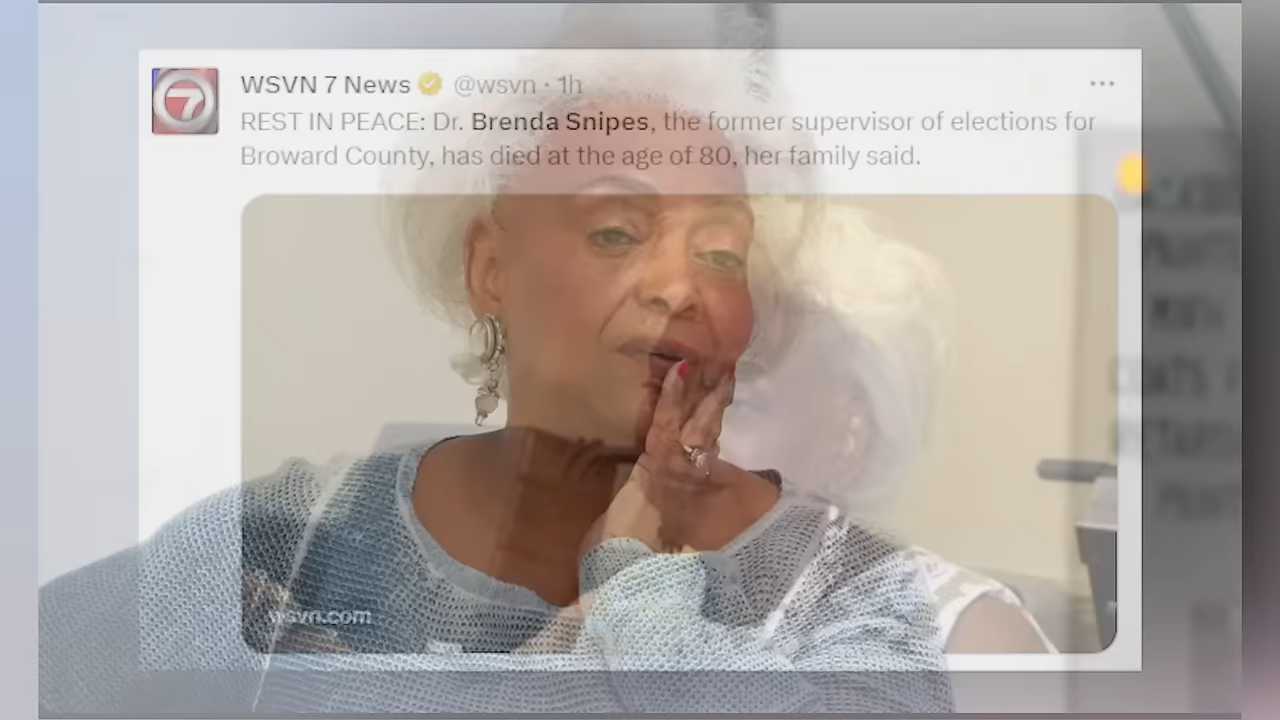 WSVN 7 News @wsvn · 1h
REST IN PEACE: Dr. Brenda Snipes, the former supervisor of elections for
Broward County, has died at the age of 80, her family said.
7
wsvn.com